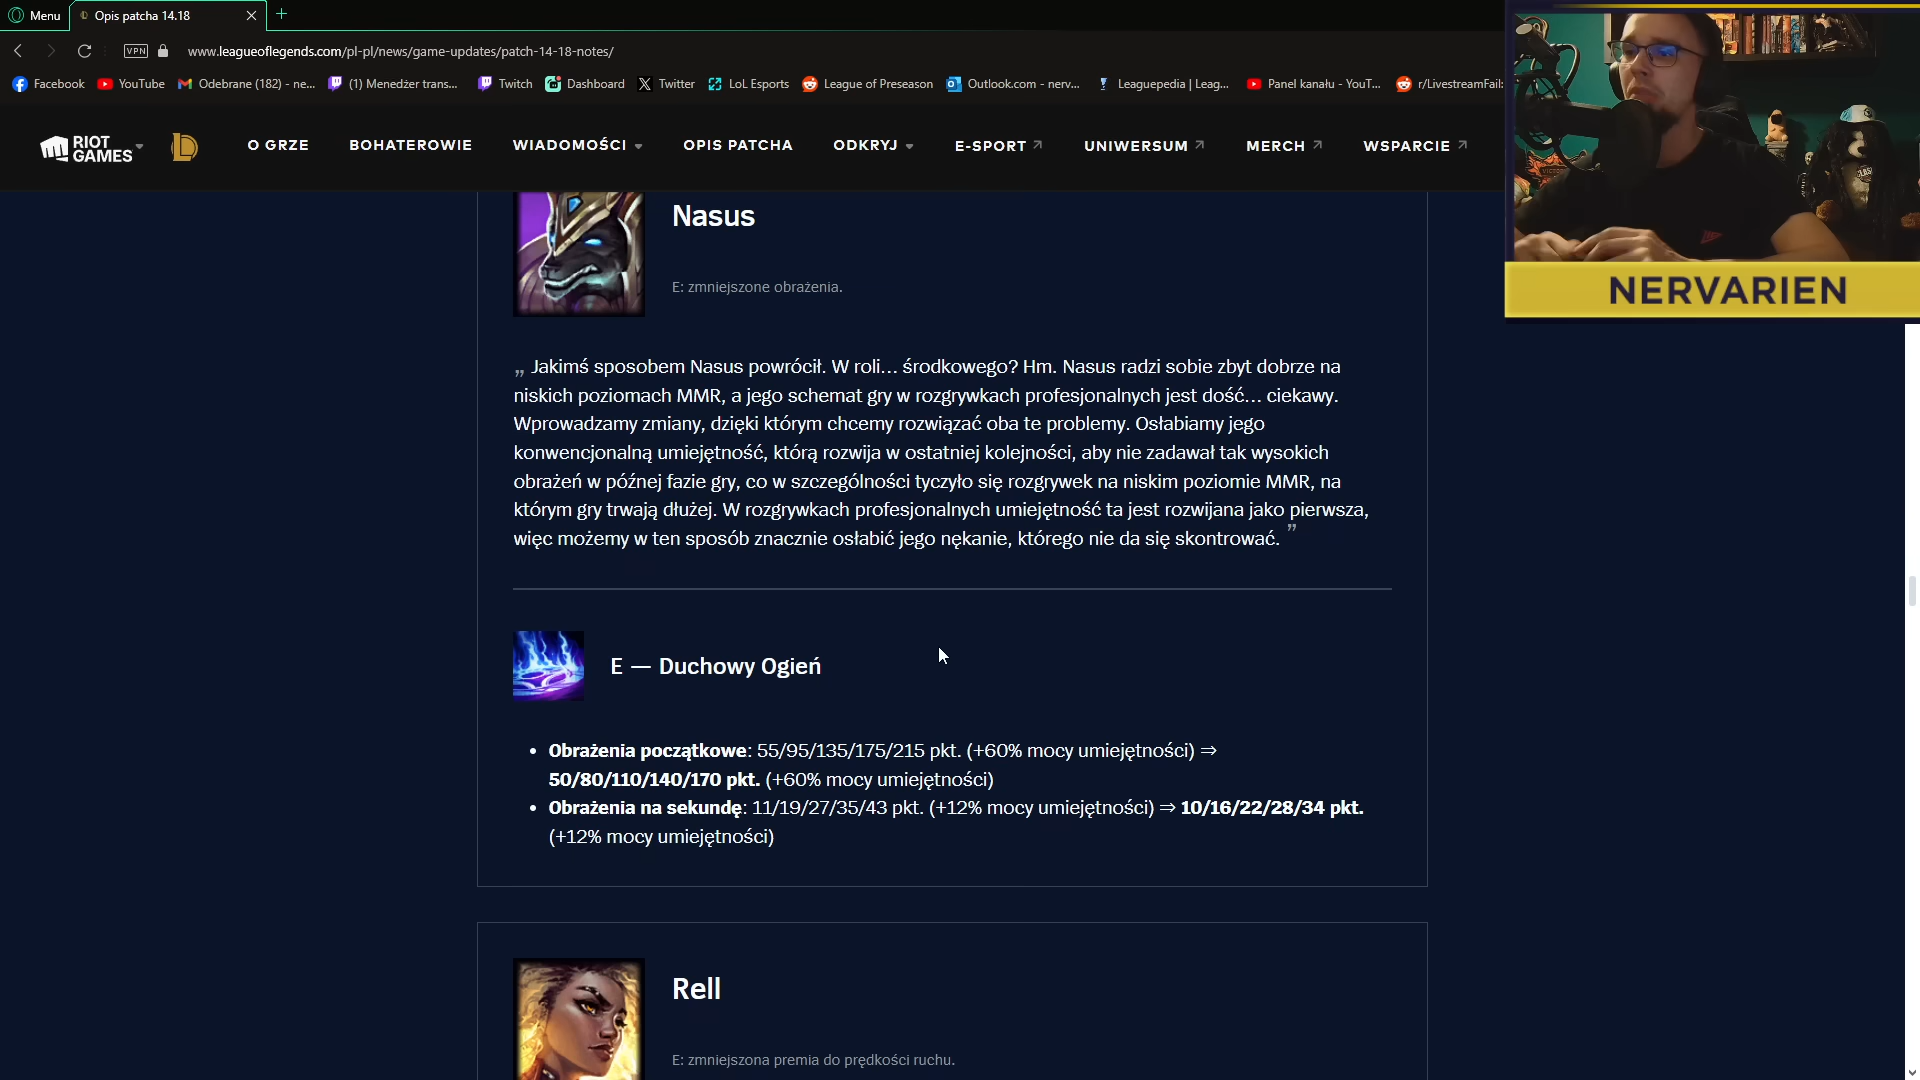 Menu
Opis patcha 14.18
VPN
www.leagueoflegends.com/pl-pl/news/game-updates/patch-14-18-notes/
Facebook
YouTube
Odebrane (182) - ne...
(1) Menedżer trans...
Twitch
Dashboard
Twitter
LoL Esports
League of Preseason
Outlook.com - nerv...
Leaguepedia | Leag...
Panel kanału - YouT...
r/LivestreamFail:
RIOT
GAMES
O GRZE
BOHATEROWIE
WIADOMOŚCI
OPIS PATCHA
ODKRYJ
E-SPORT
UNIWERSUM
MERCH
WSPARCIE
NERVARIEN
Nasus
E: zmniejszone obrażenia.
„ Jakimś sposobem Nasus powrócił. W roli... środkowego? Hm. Nasus radzi sobie zbyt dobrze na
niskich poziomach MMR, a jego schemat gry w rozgrywkach profesjonalnych jest dość... ciekawy.
Wprowadzamy zmiany, dzięki którym chcemy rozwiązać oba te problemy. Osłabiamy jego
konwencjonalną umiejętność, którą rozwija w ostatniej kolejności, aby nie zadawał tak wysokich
obrażeń w późnej fazie gry, co w szczególności tyczyło się rozgrywek na niskim poziomie MMR, na
którym gry trwają dłużej. W rozgrywkach profesjonalnych umiejętność ta jest rozwijana jako pierwsza,
więc możemy w ten sposób znacznie osłabić jego nękanie, którego nie da się skontrować. ”
E — Duchowy Ogień
• Obrażenia początkowe: 55/95/135/175/215 pkt. (+60% mocy umiejętności) ⇒
50/80/110/140/170 pkt. (+60% mocy umiejętności)
• Obrażenia na sekundę: 11/19/27/35/43 pkt. (+12% mocy umiejętności) ⇒ 10/16/22/28/34 pkt.
(+12% mocy umiejętności)
Rell
E: zmniejszona premia do prędkości ruchu.